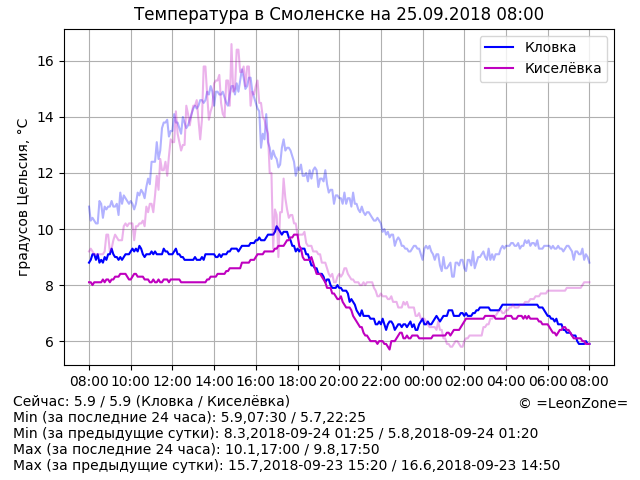 Температура в Смоленске на 25.09.2018 08:00
Кловка
Киселёвка
градусов Цельсия, °C
16
14
12
10
8
6
08:00 10:00 12:00 14:00 16:00 18:00 20:00 22:00 00:00 02:00 04:00 06:00 08:00
Сейчас: 5.9 / 5.9 (Кловка / Киселёвка)
© =LeonZone=
Min (за последние 24 часа): 5.9,07:30 / 5.7,22:25
Min (за предыдущие сутки): 8.3,2018-09-24 01:25 / 5.8,2018-09-24 01:20
Max (за последние 24 часа): 10.1,17:00 / 9.8,17:50
Max (за предыдущие сутки): 15.7,2018-09-23 15:20 / 16.6,2018-09-23 14:50